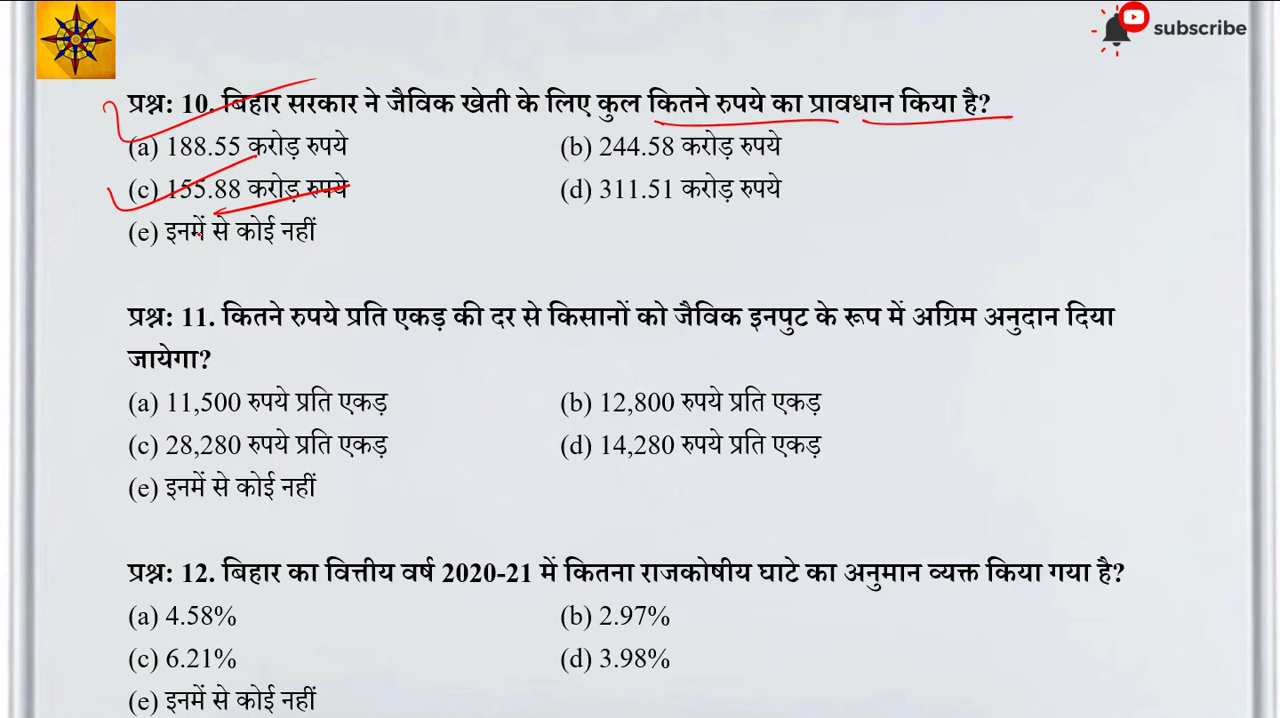 subscribe
प्रश्न: 10. बिहार सरकार ने जैविक खेती के लिए कुल कितने रुपये का प्रावधान किया है?
(a) 188.55 करोड़ रुपये (b) 244.58 करोड़ रुपये
(c) 155.88 करोड़ रुपये (d) 311.51 करोड़ रुपये
(e) इनमें से कोई नहीं
प्रश्न: 11. कितने रुपये प्रति एकड़ की दर से किसानों को जैविक इनपुट के रूप में अग्रिम अनुदान दिया
जायेगा?
(a) 11,500 रुपये प्रति एकड़ (b) 12,800 रुपये प्रति एकड़
(c) 28,280 रुपये प्रति एकड़ (d) 14,280 रुपये प्रति एकड़
(e) इनमें से कोई नहीं
प्रश्न: 12. बिहार का वित्तीय वर्ष 2020-21 में कितना राजकोषीय घाटे का अनुमान व्यक्त किया गया है?
(a) 4.58% (b) 2.97%
(c) 6.21% (d) 3.98%
(e) इनमें से कोई नहीं